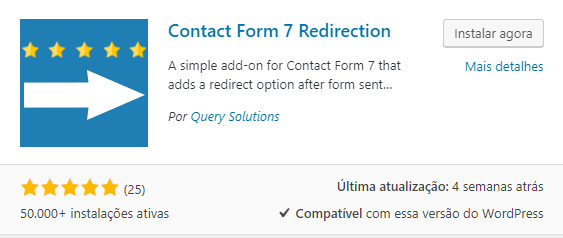 Contact Form 7 Redirection
Instalar agora
A simple add-on for Contact Form 7 that
adds a redirect option after form sent...
Mais detalhes
Por Query Solutions
(25)
Última atualização: 4 semanas atrás
50.000+ instalações ativas
Compatível com essa versão do WordPress